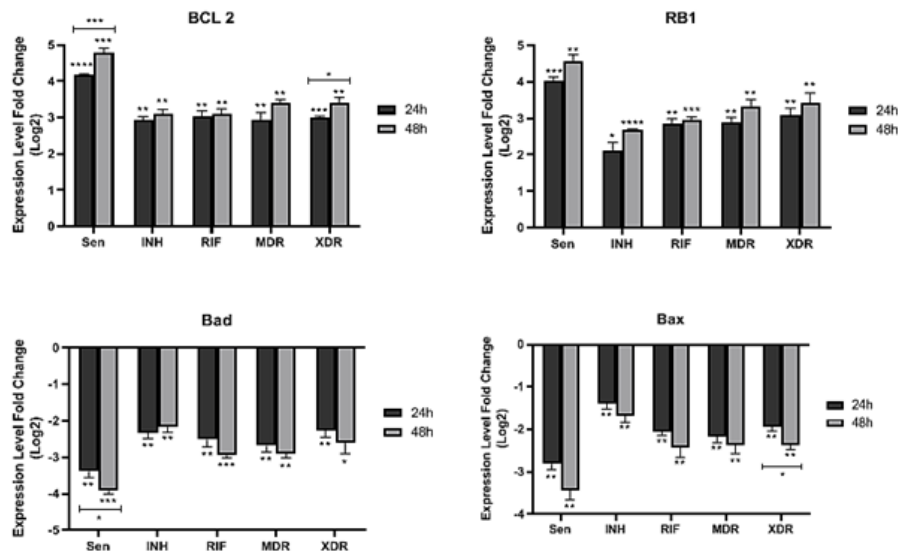 BCL 2
Expression Level Fold Change
(Log2)
5
4
3
2
1
0
***
**** ***
** **
** **
** **
*
*** **
Sen INH RIF MDR XDR
24h
48h
RB1
Expression Level Fold Change
(Log2)
5
4
3
2
1
0
*** **
* ****
** ***
** **
** **
Sen INH RIF MDR XDR
24h
48h
Bad
Expression Level Fold Change
(Log2)
0
-1
-2
-3
-4
-5
** ***
*
** **
** ***
** **
** *
Sen INH RIF MDR XDR
24h
48h
Bax
Expression Level Fold Change
(Log2)
0
-1
-2
-3
-4
** **
** **
** **
** **
** **
*
Sen INH RIF MDR XDR
24h
48h